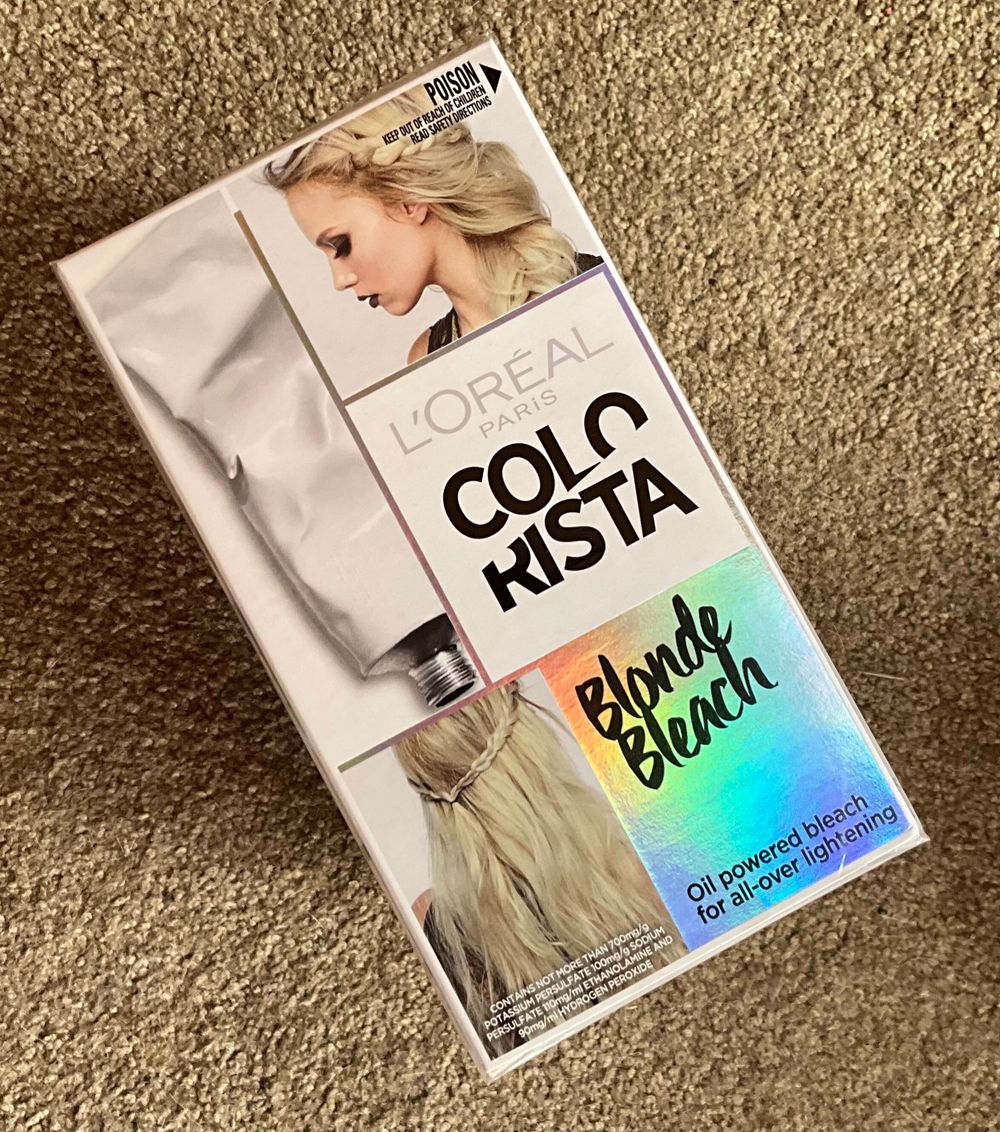 POISON
KEEP OUT OF REACH OF CHILDREN
READ SAFETY DIRECTIONS
L'ORÉAL
PARiS
COLO
RISTA
Blonde
Bleach
Oil powered bleach
for all-over lightening
CONTAINS NOT MORE THAN 700mg/g
POTASSIUM PERSULFATE 100mg/g SODIUM
PERSULFATE 110mg/ml ETHANOLAMINE AND
90mg/ml HYDROGEN PEROXIDE